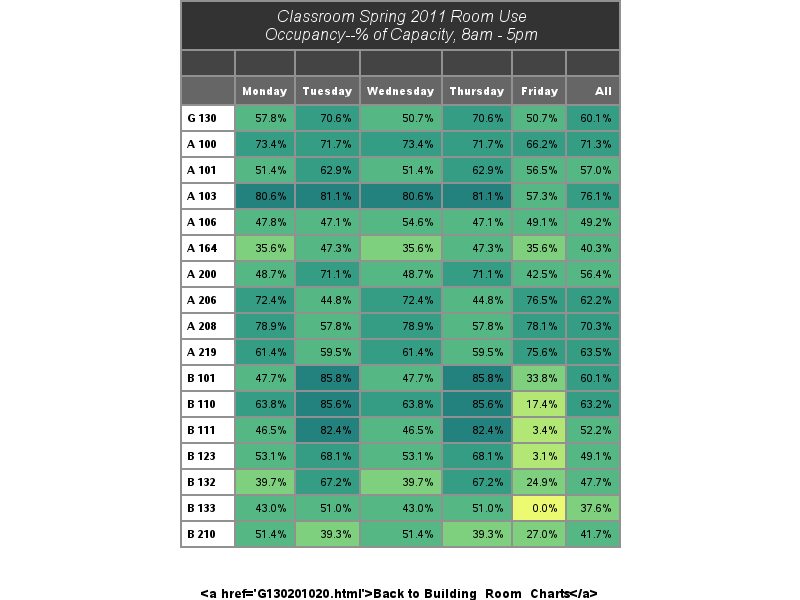 Classroom Spring 2011 Room Use
Occupancy--% of Capacity, 8am - 5pm
Monday Tuesday Wednesday Thursday Friday All
G 130 57.8% 70.6% 50.7% 70.6% 50.7% 60.1%
A 100 73.4% 71.7% 73.4% 71.7% 66.2% 71.3%
A 101 51.4% 62.9% 51.4% 62.9% 56.5% 57.0%
A 103 80.6% 81.1% 80.6% 81.1% 57.3% 76.1%
A 106 47.8% 47.1% 54.6% 47.1% 49.1% 49.2%
A 164 35.6% 47.3% 35.6% 47.3% 35.6% 40.3%
A 200 48.7% 71.1% 48.7% 71.1% 42.5% 56.4%
A 206 72.4% 44.8% 72.4% 44.8% 76.5% 62.2%
A 208 78.9% 57.8% 78.9% 57.8% 78.1% 70.3%
A 219 61.4% 59.5% 61.4% 59.5% 75.6% 63.5%
B 101 47.7% 85.8% 47.7% 85.8% 33.8% 60.1%
B 110 63.8% 85.6% 63.8% 85.6% 17.4% 63.2%
B 111 46.5% 82.4% 46.5% 82.4% 3.4% 52.2%
B 123 53.1% 68.1% 53.1% 68.1% 3.1% 49.1%
B 132 39.7% 67.2% 39.7% 67.2% 24.9% 47.7%
B 133 43.0% 51.0% 43.0% 51.0% 0.0% 37.6%
B 210 51.4% 39.3% 51.4% 39.3% 27.0% 41.7%
<a href='G130201020.html'>Back to Building_Room_Charts</a>